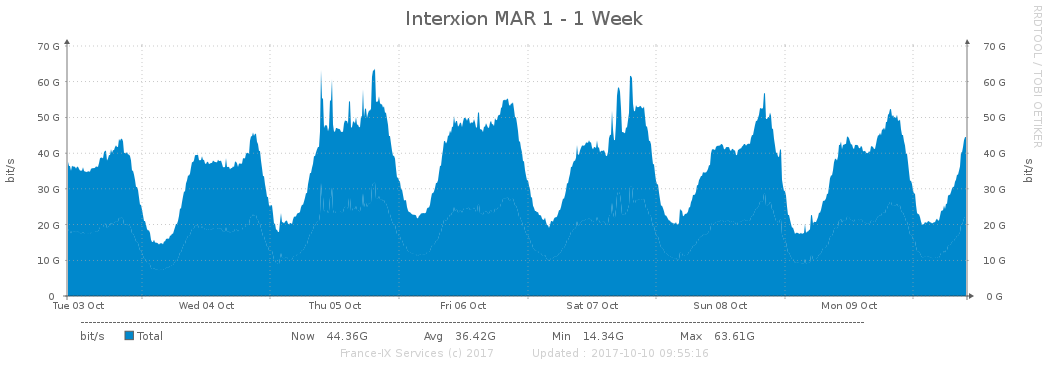 Interxion MAR 1 - 1 Week
RRDTOOL / TOBI OETIKER
bit/s
70 G
60 G
50 G
40 G
30 G
20 G
10 G
0
70 G
60 G
50 G
40 G
30 G
20 G
10 G
0 G
bit/s
Tue 03 Oct Wed 04 Oct Thu 05 Oct Fri 06 Oct Sat 07 Oct Sun 08 Oct Mon 09 Oct
bit/s Total Now 44.36G Avg 36.42G Min 14.34G Max 63.61G
France-IX Services (c) 2017 Updated : 2017-10-10 09:55:16